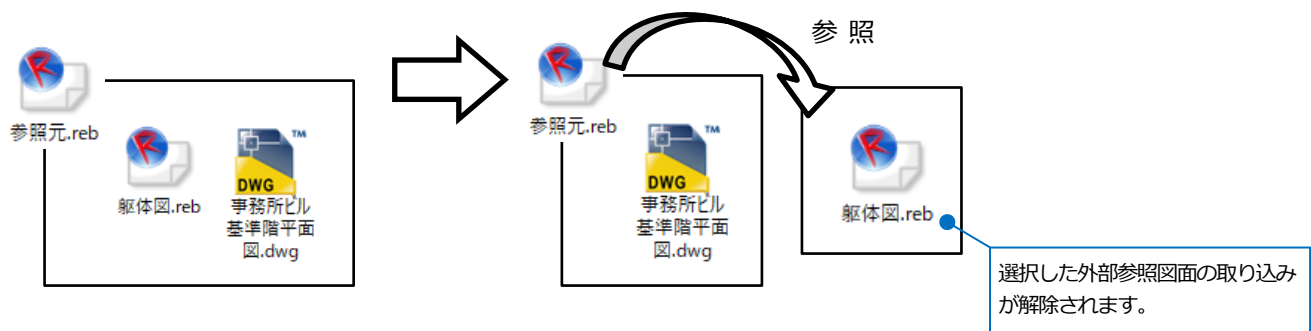 参照
参照元.reb
躯体図.reb
DWG
TM
事務所ビル
基準階平面
図.dwg
参照元.reb
DWG
TM
事務所ビル
基準階平面
図.dwg
躯体図.reb
選択した外部参照図面の取り込み
が解除されます。